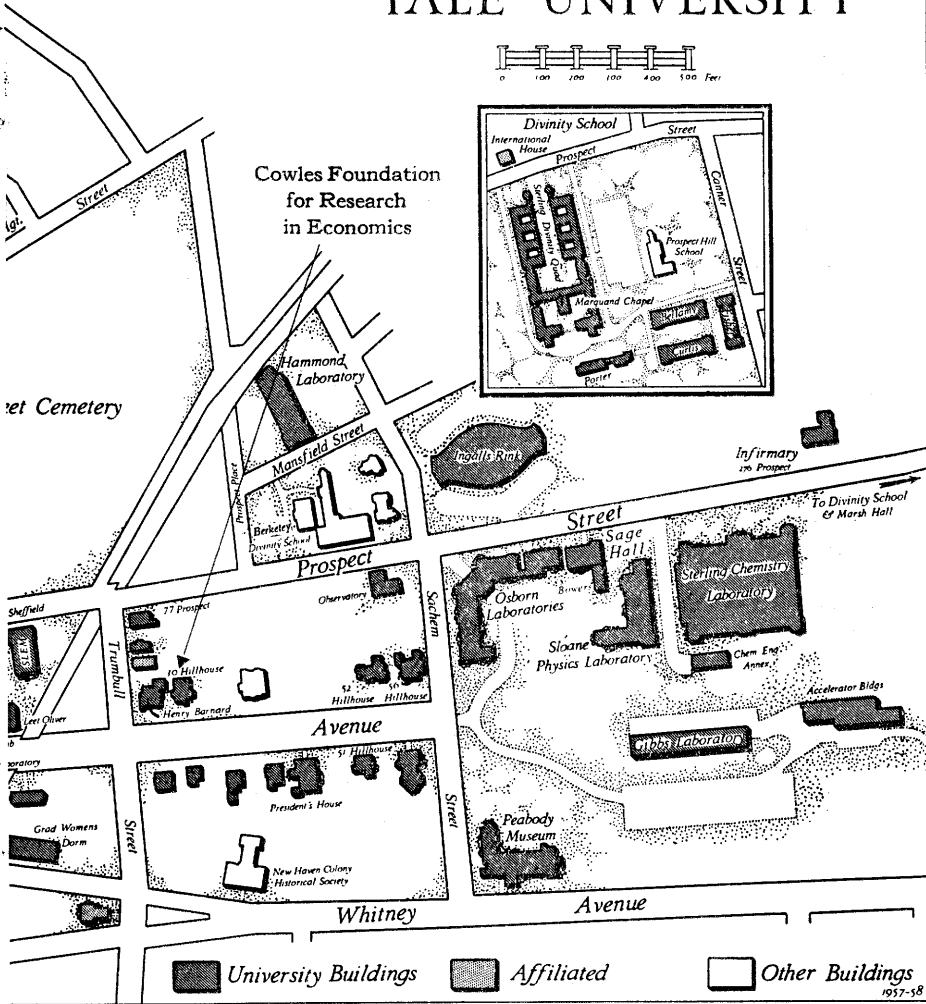 YALE UNIVERSITY
0 100 200 300 400 500 Feet
Divinity School
International
House
Prospect
Street
Canner
Street
Sterling Divinity Quad
Prospect Hill
School
Marquand Chapel
Bellamy
Curtis
Porter
Cowles Foundation
for Research
in Economics
Street
Hammond
Laboratory
eet Cemetery
Mansfield Street
Prospect Place
Berkeley
Divinity School
Ingalls Rink
Infirmary
276 Prospect
To Divinity School
& Marsh Hall
Prospect
Street
Sage
Hall
Bowers
Osborn
Laboratories
Sterling Chemistry
Laboratory
Sloane
Physics Laboratory
Chem Eng.
Annex
Observatory
Sachem
Sheffield
77 Prospect
Trumbull
10 Hillhouse
Henry Barnard
52
Hillhouse
56
Hillhouse
Leet Oliver
Avenue
Accelerator Bldgs
Gibbs Laboratory
51 Hillhouse
President's House
oratory
Grad Womens
Dorm
Street
Street
Peabody
Museum
New Haven Colony
Historical Society
Whitney
Avenue
University Buildings
Affiliated
Other Buildings
1957-58